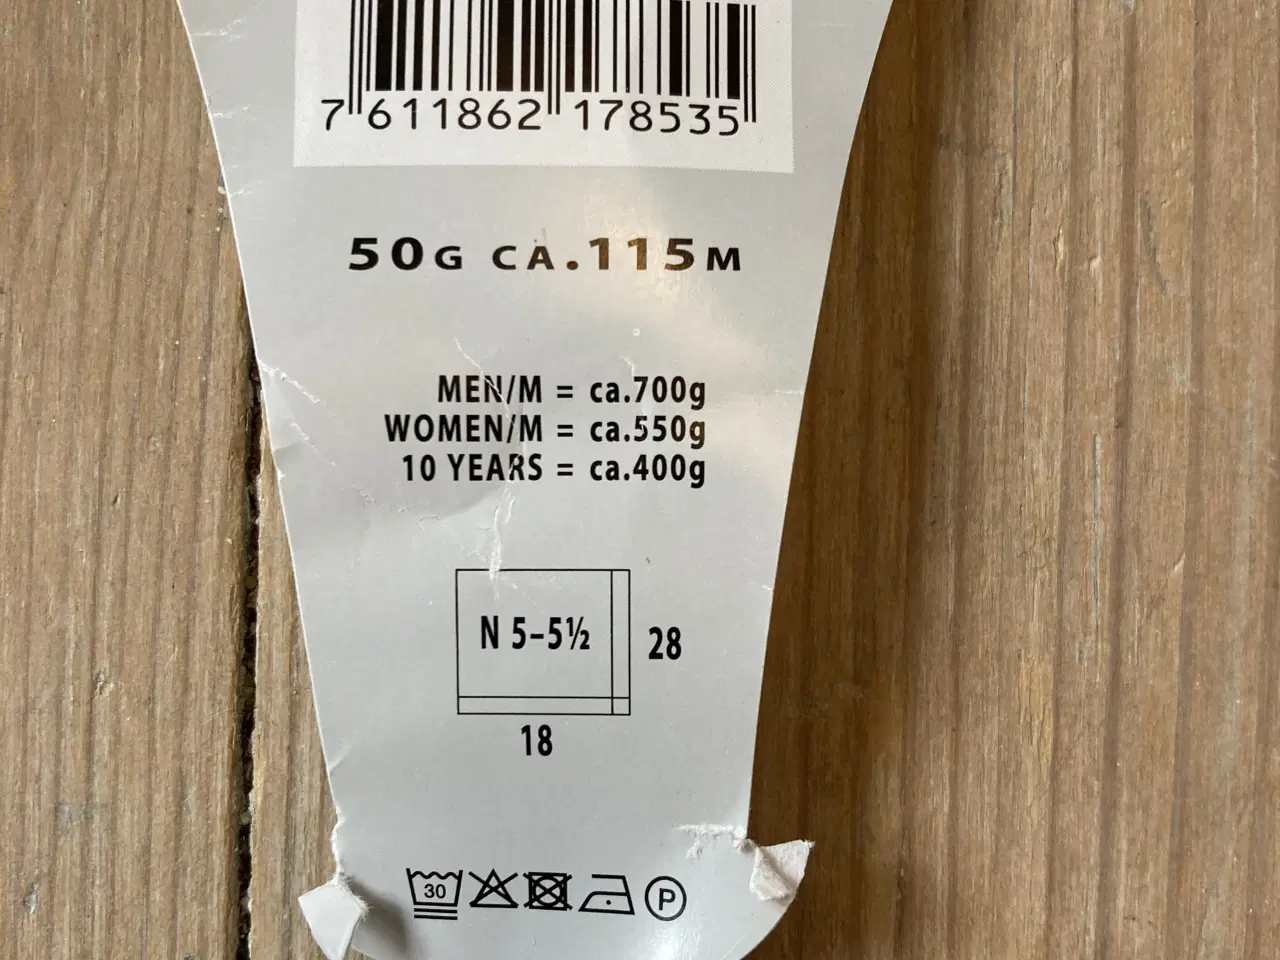 7 611862 178535
50G CA.115M
MEN/M = ca.700g
WOMEN/M = ca.550g
10 YEARS = ca.400g
N 5-5½
28
18
30
P